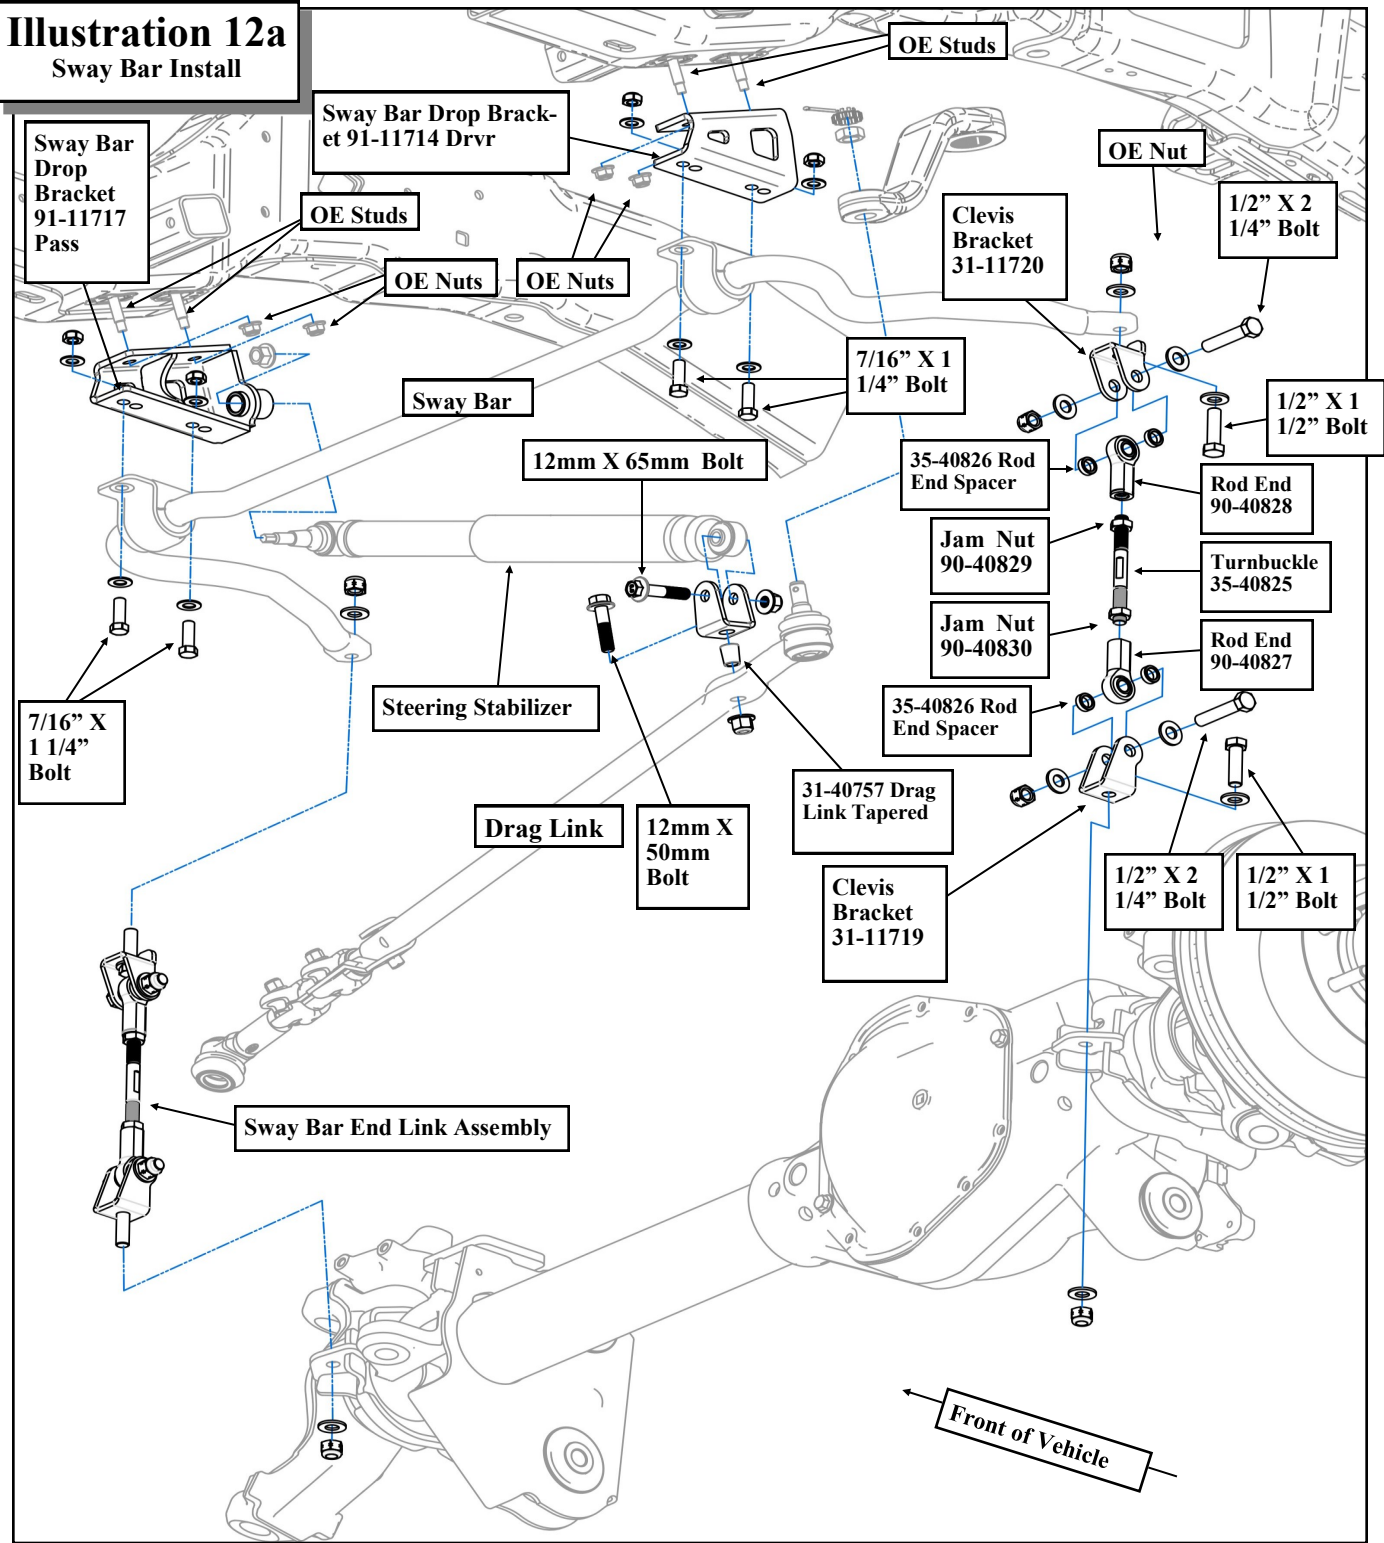 Illustration 12a
Sway Bar Install
OE Studs
Sway Bar Drop Brack-
et 91-11714 Drvr
Sway Bar
Drop
Bracket
91-11717
Pass
OE Nut
OE Studs
Clevis
Bracket
31-11720
1/2” X 2
1/4” Bolt
OE Nuts
OE Nuts
7/16” X 1
1/4” Bolt
Sway Bar
1/2” X 1
1/2” Bolt
12mm X 65mm Bolt
35-40826 Rod
End Spacer
Rod End
90-40828
Jam Nut
90-40829
Turnbuckle
35-40825
Jam Nut
90-40830
Rod End
90-40827
Steering Stabilizer
35-40826 Rod
End Spacer
7/16” X
1 1/4”
Bolt
31-40757 Drag
Link Tapered
Drag Link
12mm X
50mm
Bolt
Clevis
Bracket
31-11719
1/2” X 2
1/4” Bolt
1/2” X 1
1/2” Bolt
Sway Bar End Link Assembly
Front of Vehicle